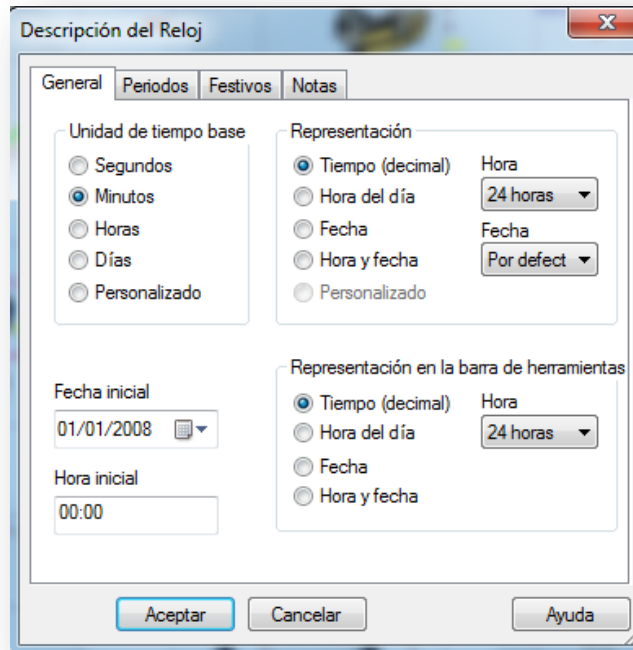 Descripción del Reloj
General Periodos Festivos Notas
Unidad de tiempo base
Segundos
Minutos
Horas
Días
Personalizado
Representación
Tiempo (decimal)
Hora del día
Fecha
Hora y fecha
Personalizado
Hora
24 horas
Fecha
Por defect
Fecha inicial
01/01/2008
Hora inicial
00:00
Representación en la barra de herramientas
Tiempo (decimal)
Hora del día
Fecha
Hora y fecha
Hora
24 horas
Aceptar Cancelar Ayuda